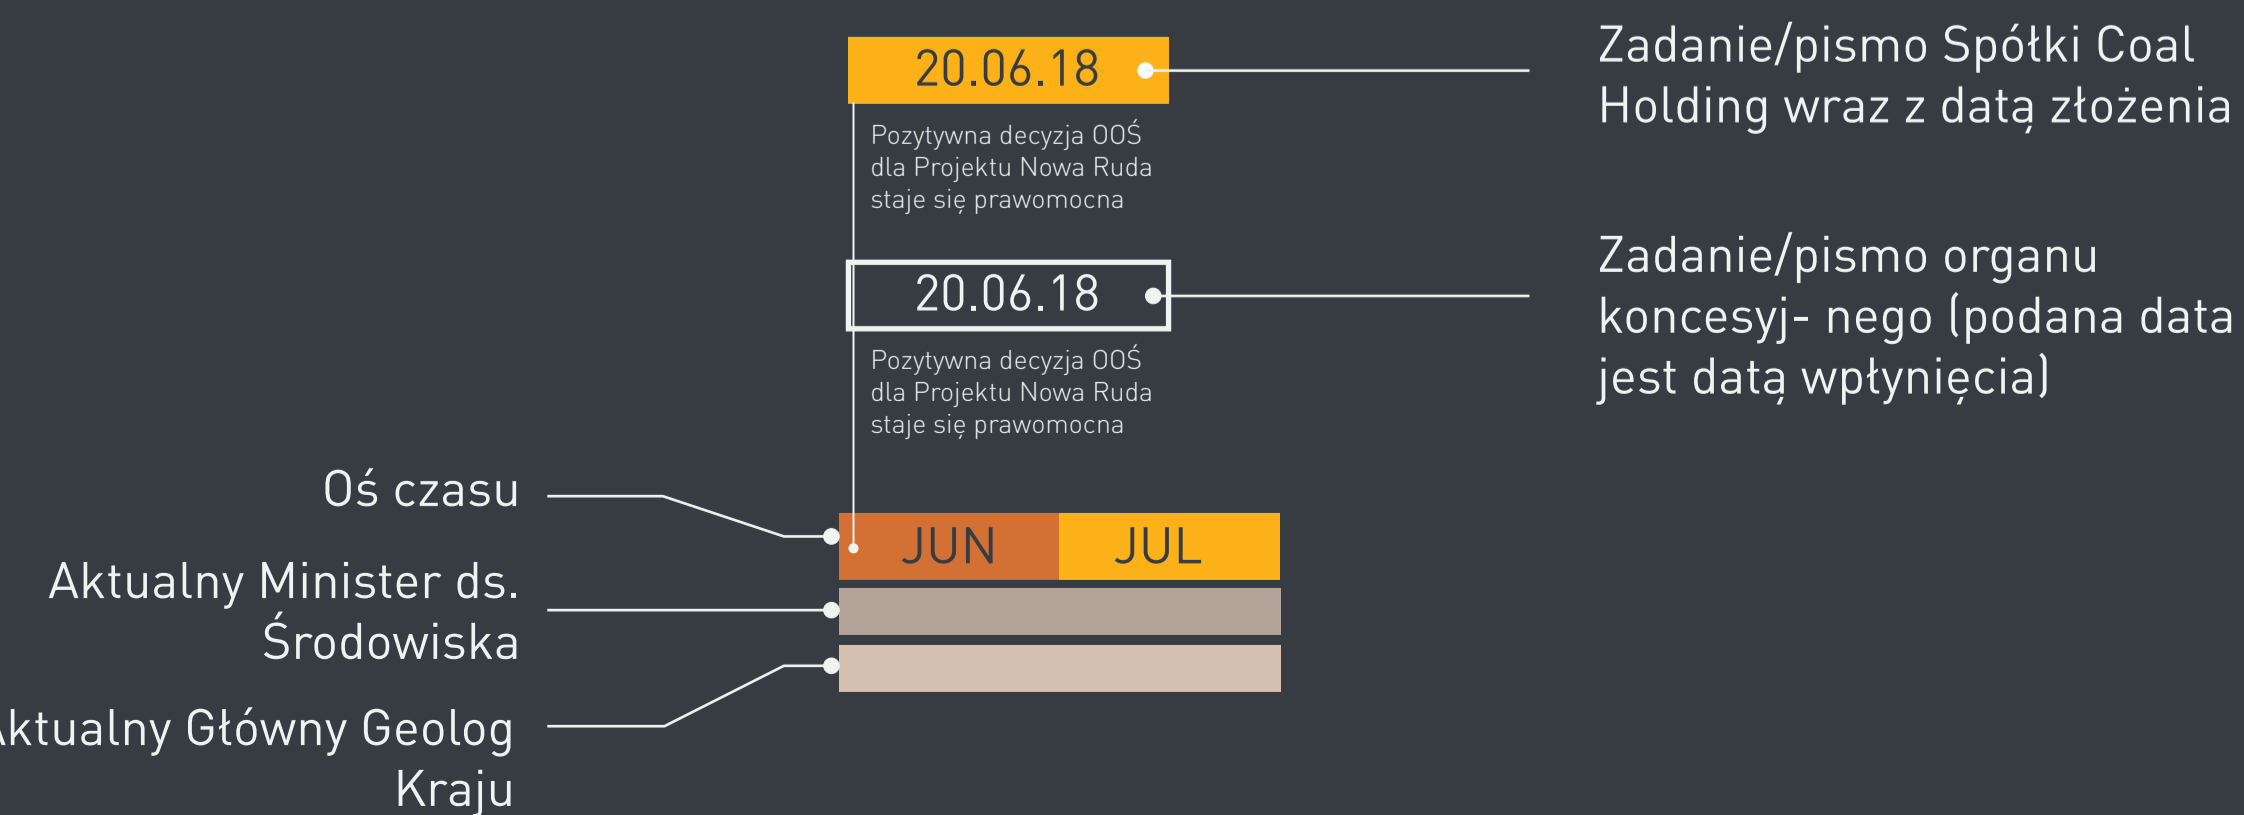 20.06.18
Pozytywna decyzja OOŚ
dla Projektu Nowa Ruda
staje się prawomocna
Zadanie/pismo Spółki Coal
Holding wraz z datą złożenia
20.06.18
Pozytywna decyzja OOŚ
dla Projektu Nowa Ruda
staje się prawomocna
Zadanie/pismo organu
koncesyj- nego (podana data
jest datą wpłynięcia)
Oś czasu
JUN JUL
Aktualny Minister ds.
Środowiska
Aktualny Główny Geolog
Kraju